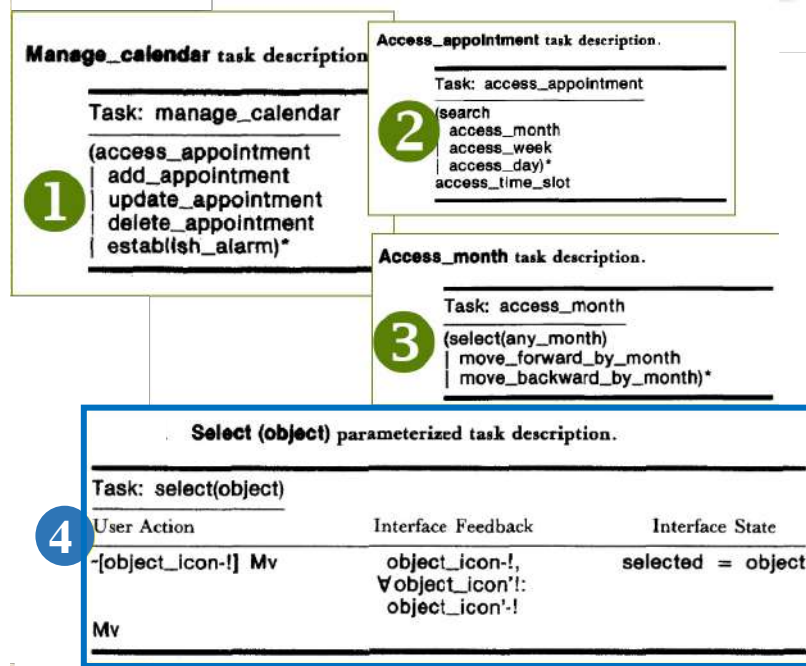 Manage_calendar task description
Task: manage_calendar
1
(access_appointment
| add_appointment
| update_appointment
| delete_appointment
| establish_alarm)*
Access_appointment task description.
Task: access_appointment
2
(search
access_month
| access_week
| access_day)*
access_time_slot
Access_month task description.
Task: access_month
3
(select(any_month)
| move_forward_by_month
| move_backward_by_month)*
Select (object) parameterized task description.
Task: select(object)
4
User Action Interface Feedback Interface State
~[object_icon-!] Mv object_icon-!, selected = object
∀object_icon'!:
object_icon'-!
Mv